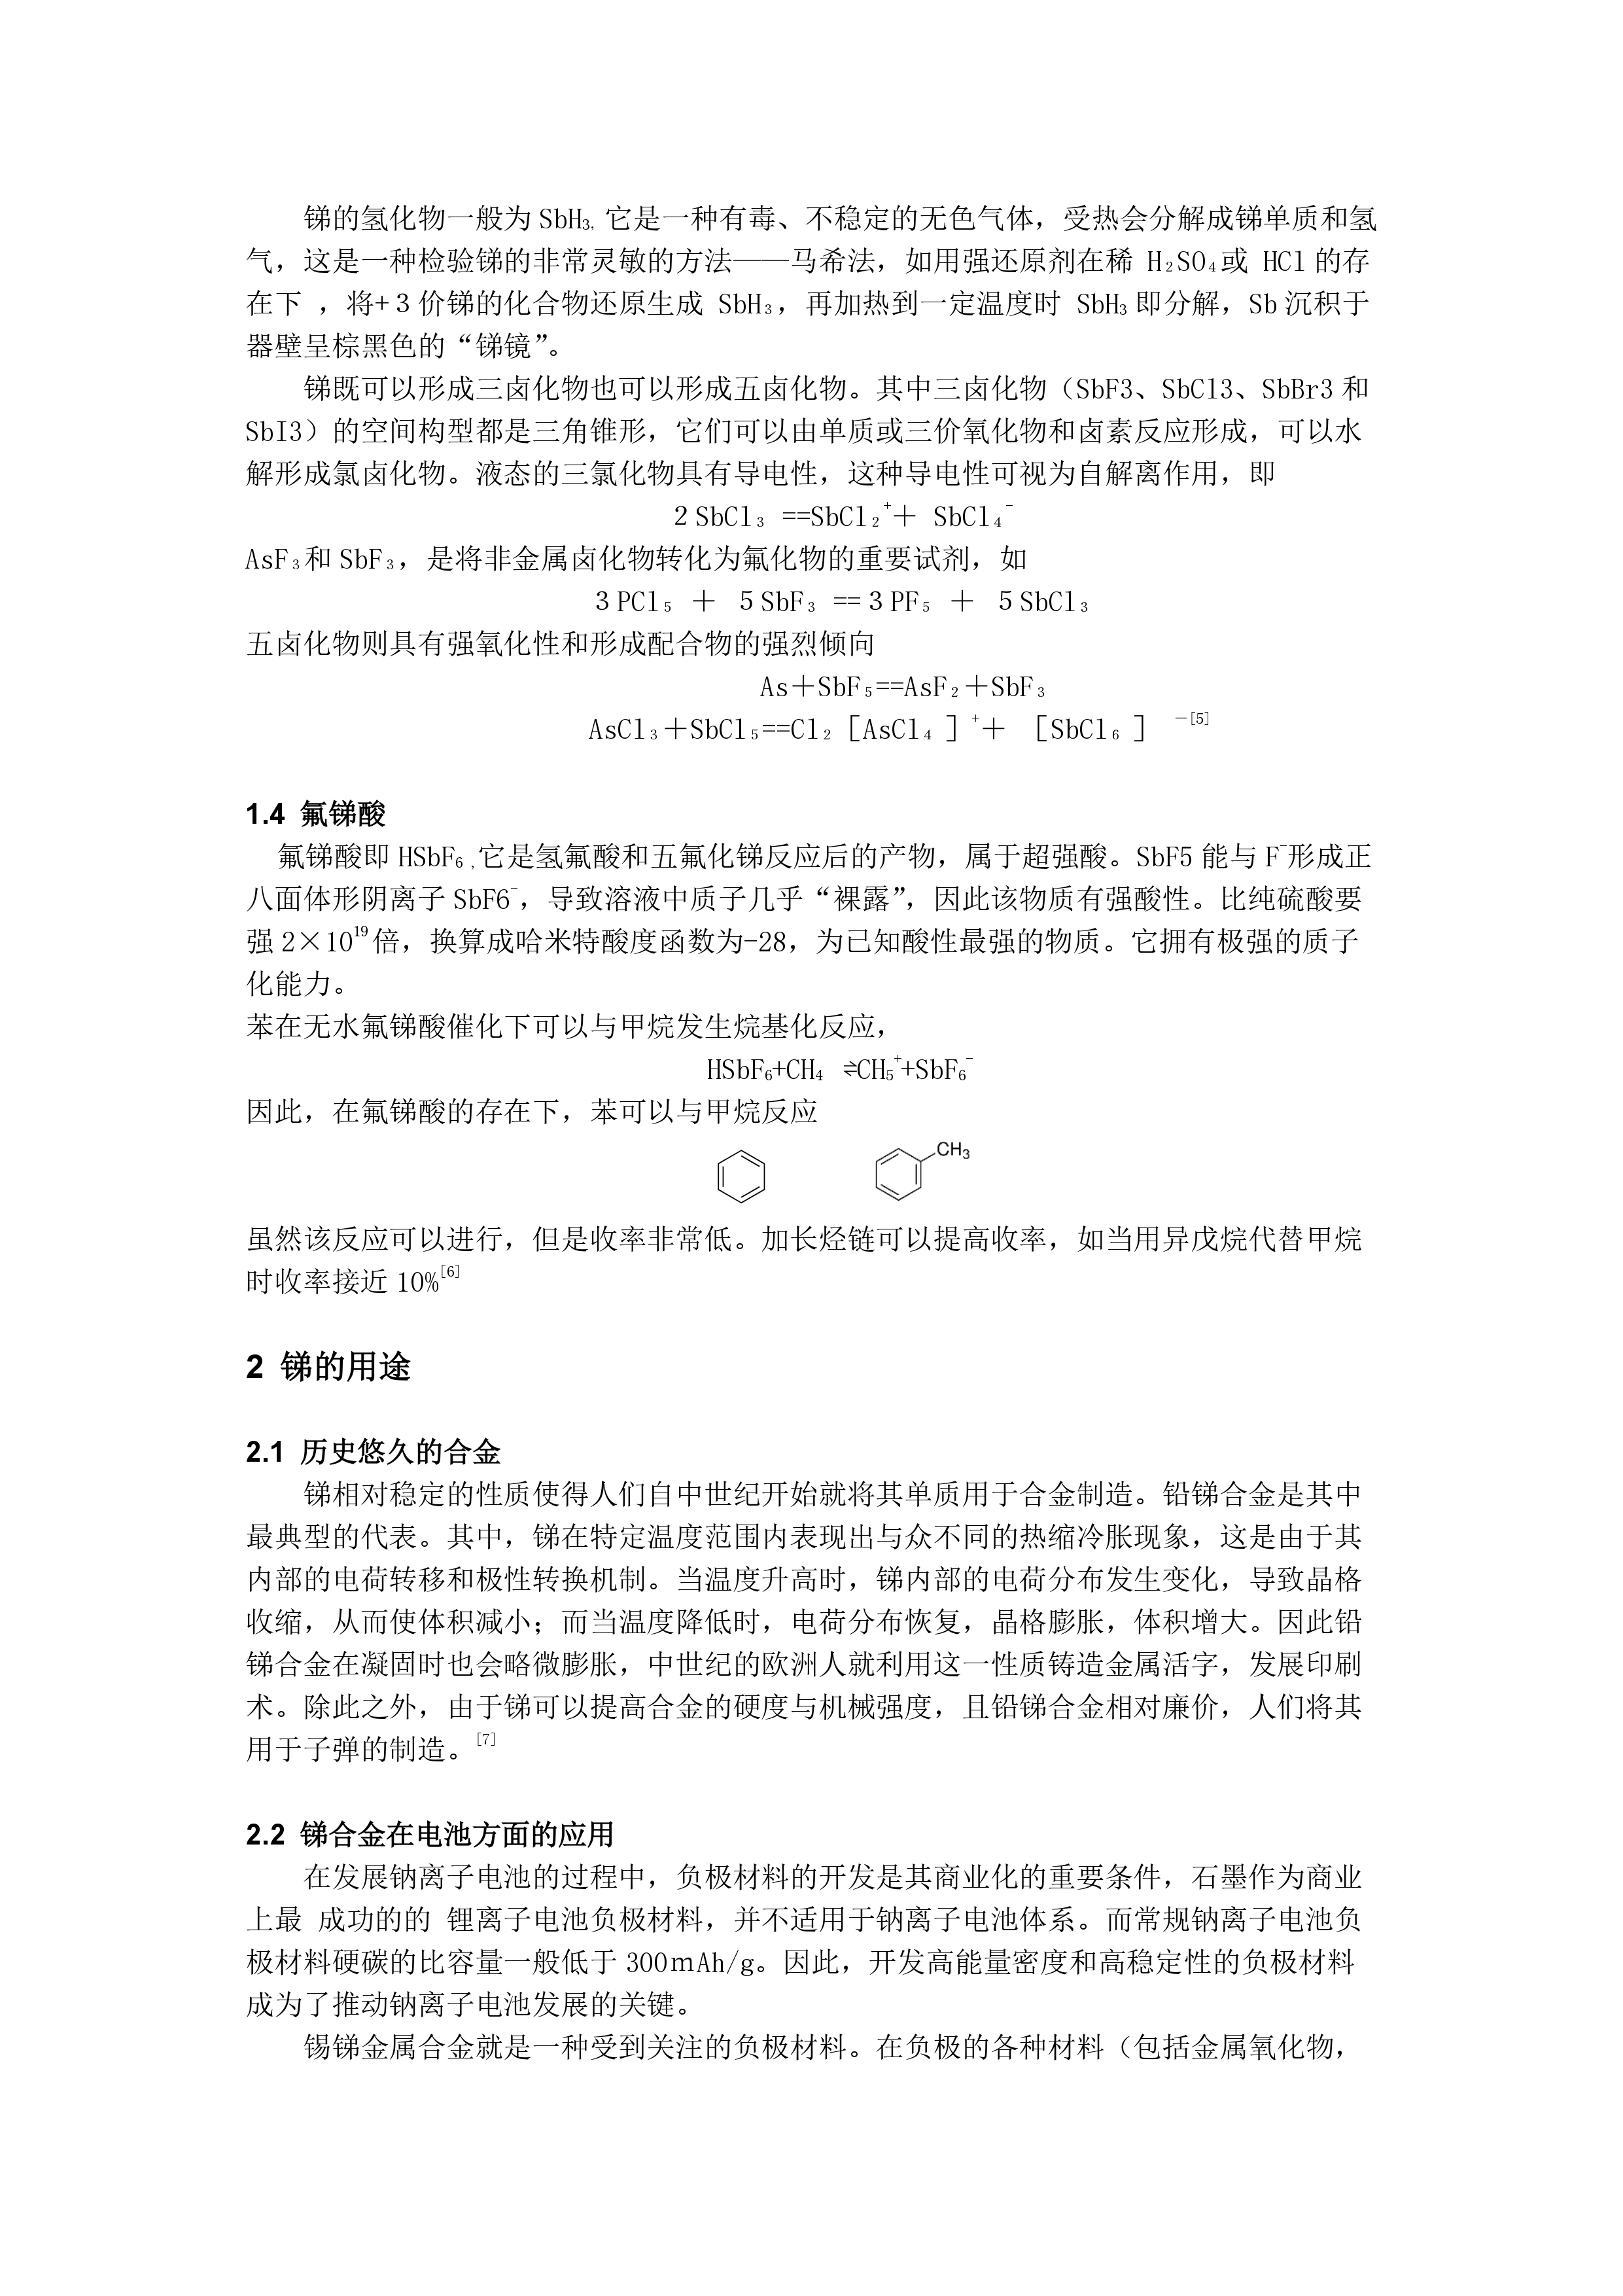 锑的氢化物一般为 SbH₃, 它是一种有毒、不稳定的无色气体，受热会分解成锑单质和氢
气，这是一种检验锑的非常灵敏的方法——马希法，如用强还原剂在稀 H₂SO₄或 HCl 的存
在下 ，将+３价锑的化合物还原生成 SbH₃，再加热到一定温度时 SbH₃ 即分解，Sb 沉积于
器壁呈棕黑色的“锑镜”。
锑既可以形成三卤化物也可以形成五卤化物。其中三卤化物（SbF3、SbCl3、SbBr3 和
SbI3）的空间构型都是三角锥形，它们可以由单质或三价氧化物和卤素反应形成，可以水
解形成氯卤化物。液态的三氯化物具有导电性，这种导电性可视为自解离作用，即
２SbCl₃ ==SbCl₂⁺＋ SbCl₄⁻
AsF₃和 SbF₃，是将非金属卤化物转化为氟化物的重要试剂，如
３PCl₅ ＋ ５SbF₃ ==３PF₅ ＋ ５SbCl₃
五卤化物则具有强氧化性和形成配合物的强烈倾向
As＋SbF₅==AsF₂＋SbF₃
AsCl₃＋SbCl₅==Cl₂［AsCl₄ ］⁺＋ ［SbCl₆ ］ ⁻[5]
1.4 氟锑酸
氟锑酸即 HSbF₆ ,它是氢氟酸和五氟化锑反应后的产物，属于超强酸。SbF5 能与 F⁻形成正
八面体形阴离子 SbF6⁻，导致溶液中质子几乎“裸露”，因此该物质有强酸性。比纯硫酸要
强 2×10¹⁹倍，换算成哈米特酸度函数为-28，为已知酸性最强的物质。它拥有极强的质子
化能力。
苯在无水氟锑酸催化下可以与甲烷发生烷基化反应，
HSbF₆+CH₄ ⇌CH₅⁺+SbF₆⁻
因此，在氟锑酸的存在下，苯可以与甲烷反应
CH₃
虽然该反应可以进行，但是收率非常低。加长烃链可以提高收率，如当用异戊烷代替甲烷
时收率接近 10%[6]
2 锑的用途
2.1 历史悠久的合金
锑相对稳定的性质使得人们自中世纪开始就将其单质用于合金制造。铅锑合金是其中
最典型的代表。其中，锑在特定温度范围内表现出与众不同的热缩冷胀现象，这是由于其
内部的电荷转移和极性转换机制。当温度升高时，锑内部的电荷分布发生变化，导致晶格
收缩，从而使体积减小；而当温度降低时，电荷分布恢复，晶格膨胀，体积增大。因此铅
锑合金在凝固时也会略微膨胀，中世纪的欧洲人就利用这一性质铸造金属活字，发展印刷
术。除此之外，由于锑可以提高合金的硬度与机械强度，且铅锑合金相对廉价，人们将其
用于子弹的制造。[7]
2.2 锑合金在电池方面的应用
在发展钠离子电池的过程中，负极材料的开发是其商业化的重要条件，石墨作为商业
上最 成功的的 锂离子电池负极材料，并不适用于钠离子电池体系。而常规钠离子电池负
极材料硬碳的比容量一般低于 300ｍAh/g。因此，开发高能量密度和高稳定性的负极材料
成为了推动钠离子电池发展的关键。
锡锑金属合金就是一种受到关注的负极材料。在负极的各种材料（包括金属氧化物，